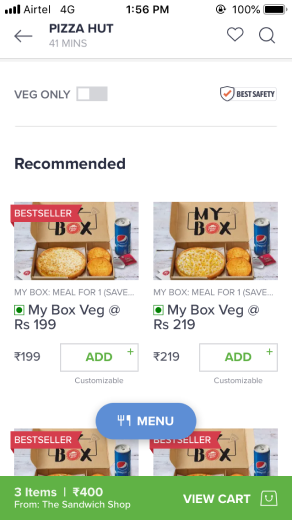 Airtel 4G 1:56 PM 100%
PIZZA HUT
41 MINS
VEG ONLY
BEST SAFETY
Recommended
BESTSELLER
MY BOX
MY BOX
MY BOX: MEAL FOR 1 (SAVE... MY BOX: MEAL FOR 1 (SAVE...
My Box Veg @ My Box Veg @
Rs 199 Rs 219
₹199 ADD + ₹219 ADD +
Customizable Customizable
MENU
BESTSELLER BESTSELLER
3 Items | ₹400
From: The Sandwich Shop
VIEW CART